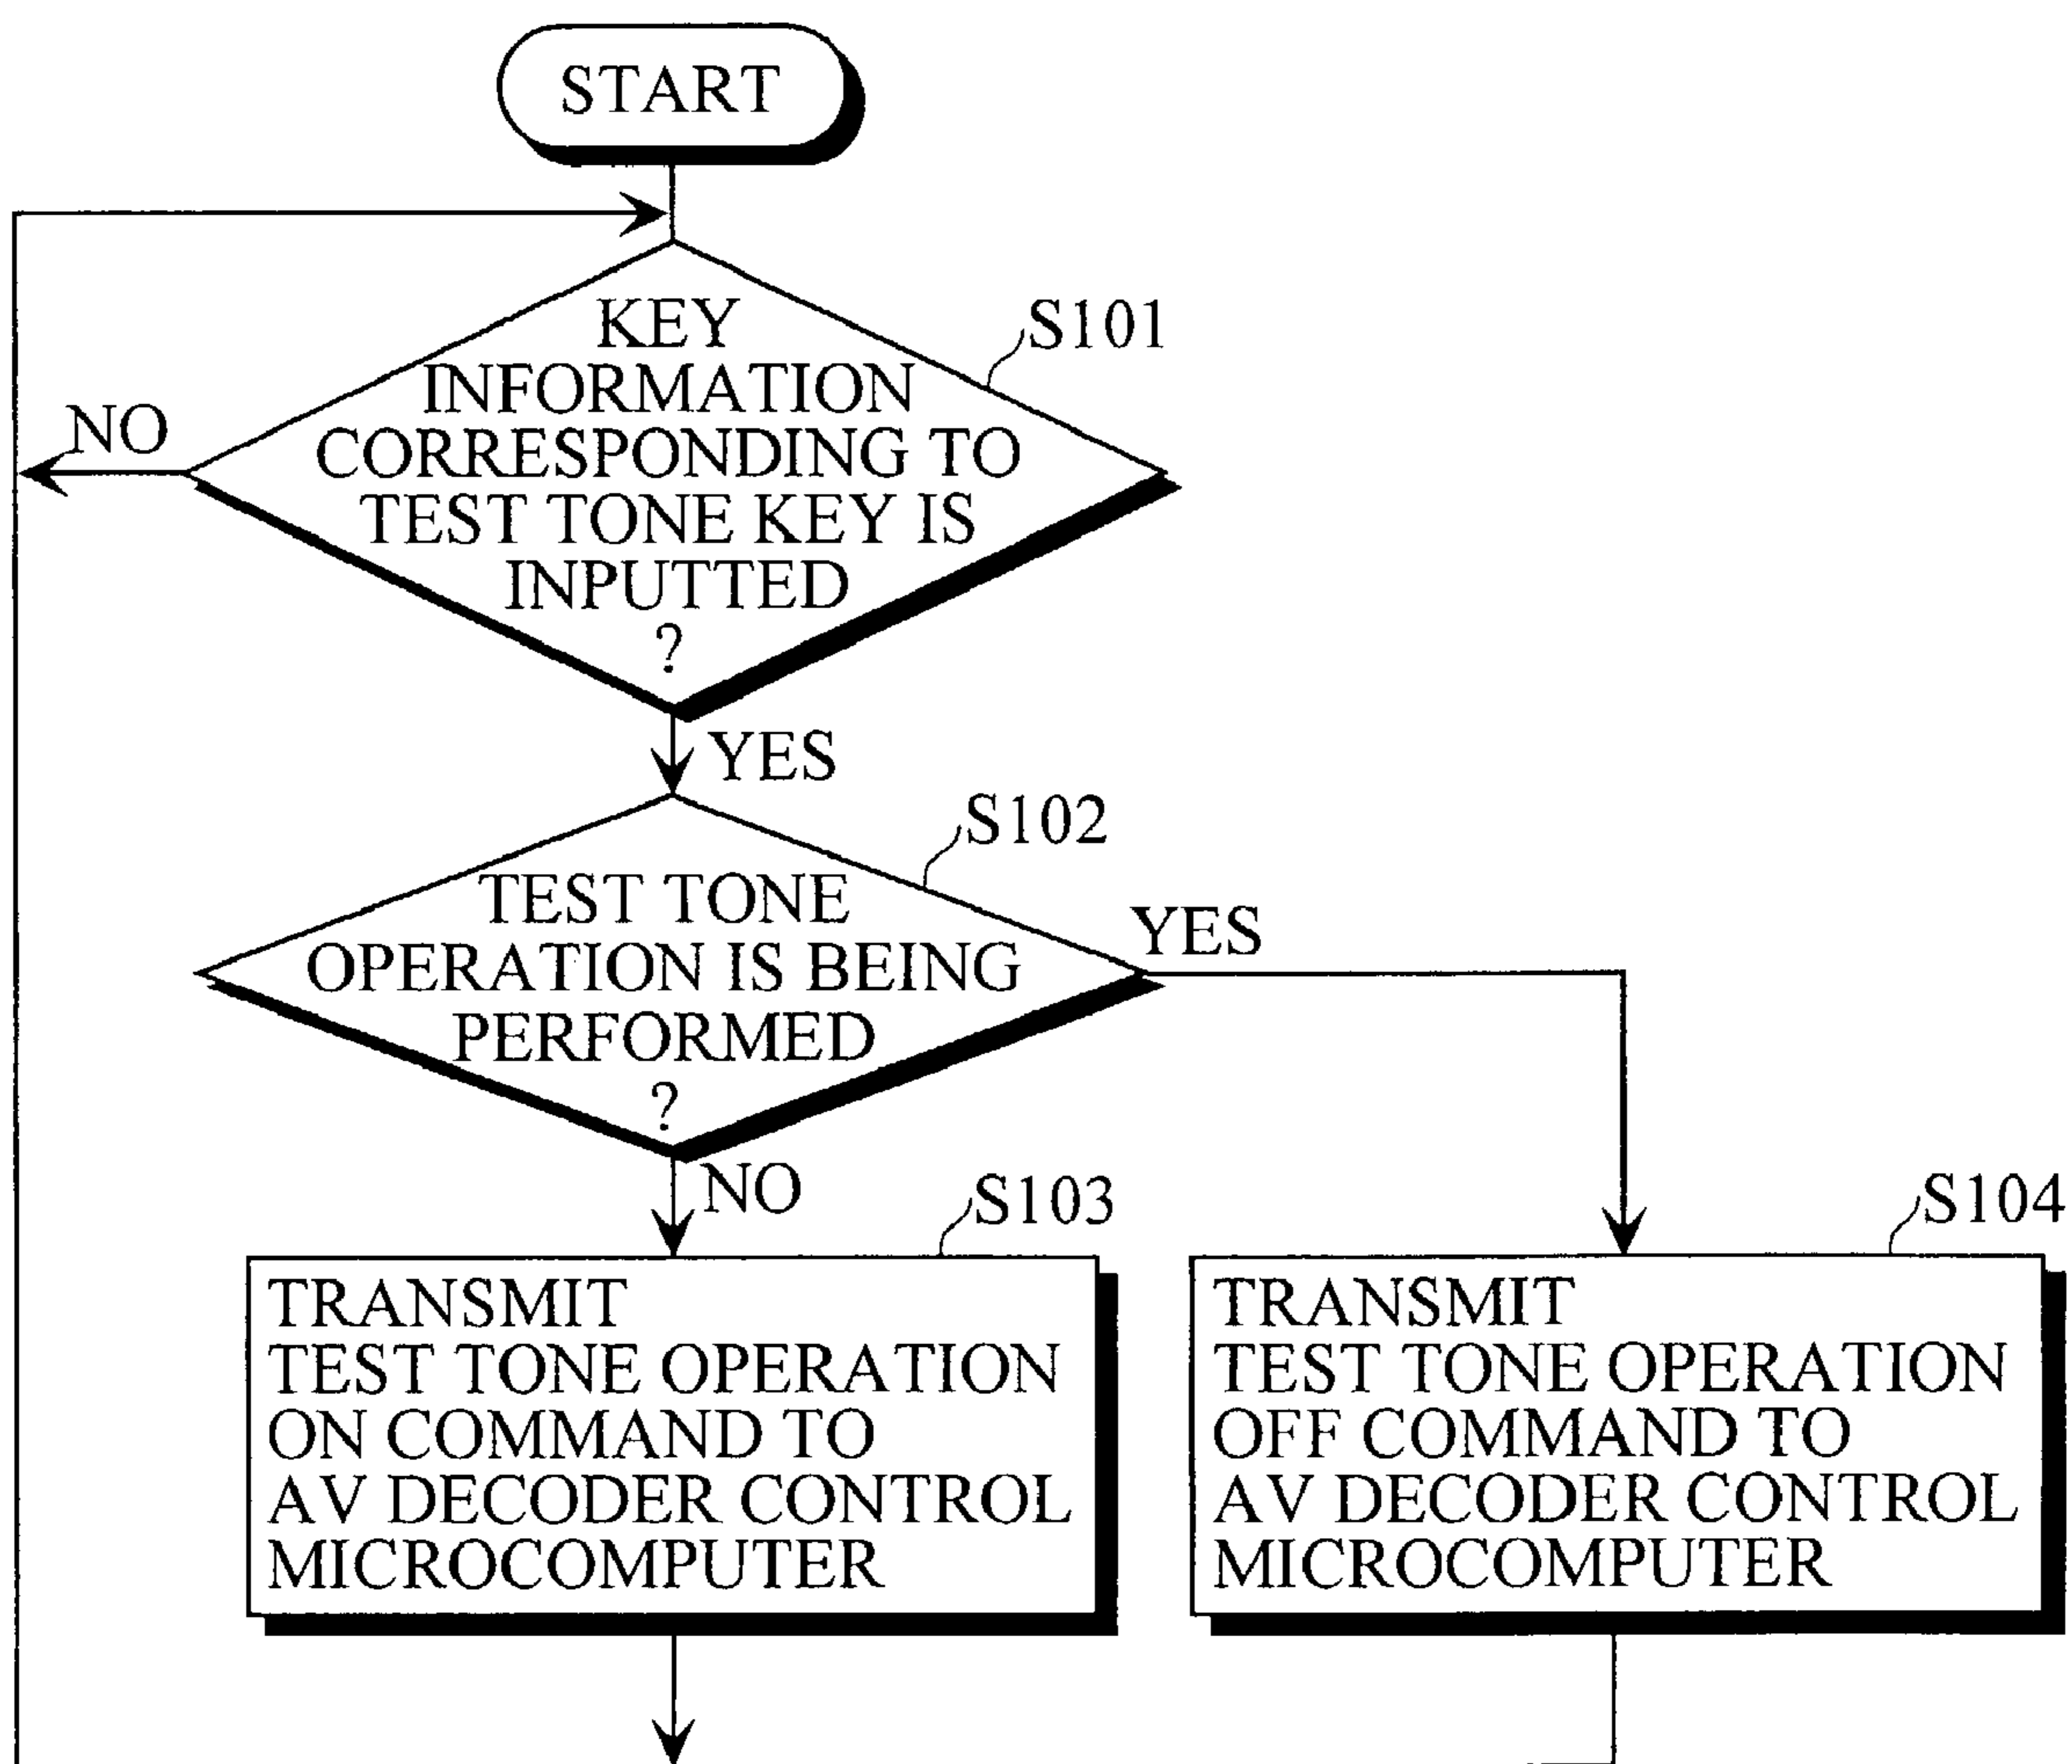 START
KEY
INFORMATION
CORRESPONDING TO
TEST TONE KEY IS
INPUTTED
?
S101
NO
YES
S102
TEST TONE
OPERATION IS BEING
PERFORMED
?
YES
NO
S103
TRANSMIT
TEST TONE OPERATION
ON COMMAND TO
AV DECODER CONTROL
MICROCOMPUTER
S104
TRANSMIT
TEST TONE OPERATION
OFF COMMAND TO
AV DECODER CONTROL
MICROCOMPUTER